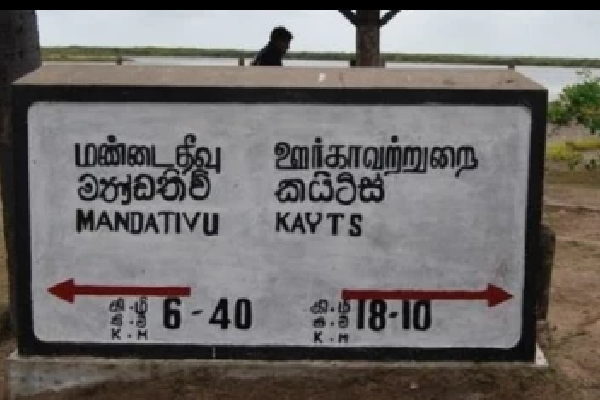 மண்டைதீவு ஊர்காவற்றுறை
මණ්ඩතිව් කයිට්ස්
MANDATIVU KAYTS
கி.மீ
කි.මී 6-40
K.M
கி.மீ
කි.මී 18-10
K.M